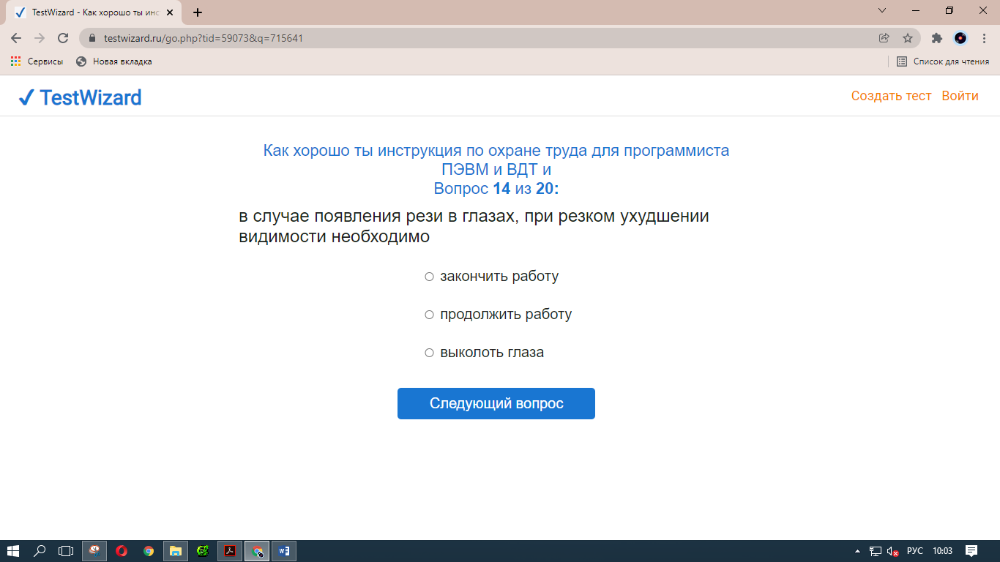 TestWizard - Как хорошо ты инс
testwizard.ru/go.php?tid=59073&q=715641
Сервисы
Новая вкладка
Список для чтения
TestWizard
Создать тест
Войти
Как хорошо ты инструкция по охране труда для программиста
ПЭВМ и ВДТ и
Вопрос 14 из 20:
в случае появления рези в глазах, при резком ухудшении
видимости необходимо
закончить работу
продолжить работу
выколоть глаза
Следующий вопрос
РУС
10:03